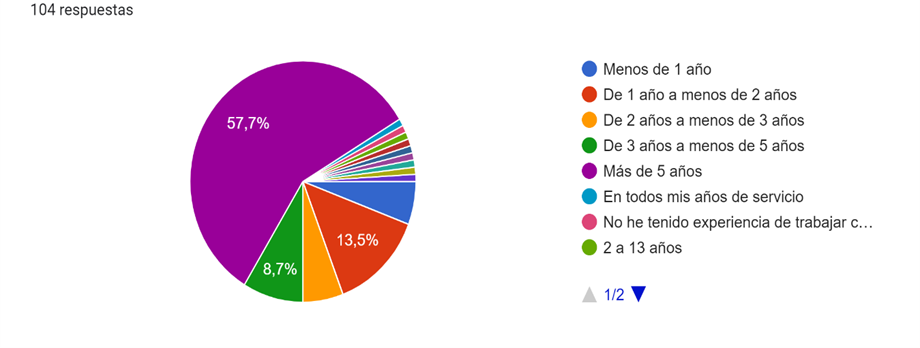 104 respuestas
57,7%
13,5%
8,7%
Menos de 1 año
De 1 año a menos de 2 años
De 2 años a menos de 3 años
De 3 años a menos de 5 años
Más de 5 años
En todos mis años de servicio
No he tenido experiencia de trabajar c…
2 a 13 años
1/2